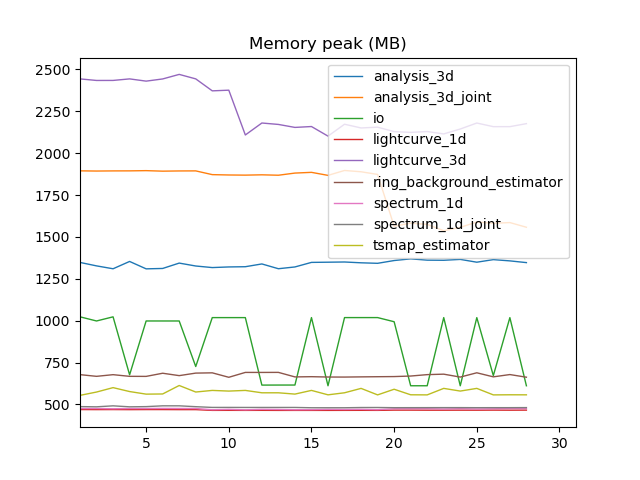 Memory peak (MB)
2500
2250
2000
1750
1500
1250
1000
750
500
analysis_3d
analysis_3d_joint
io
lightcurve_1d
lightcurve_3d
ring_background_estimator
spectrum_1d
spectrum_1d_joint
tsmap_estimator
5 10 15 20 25 30